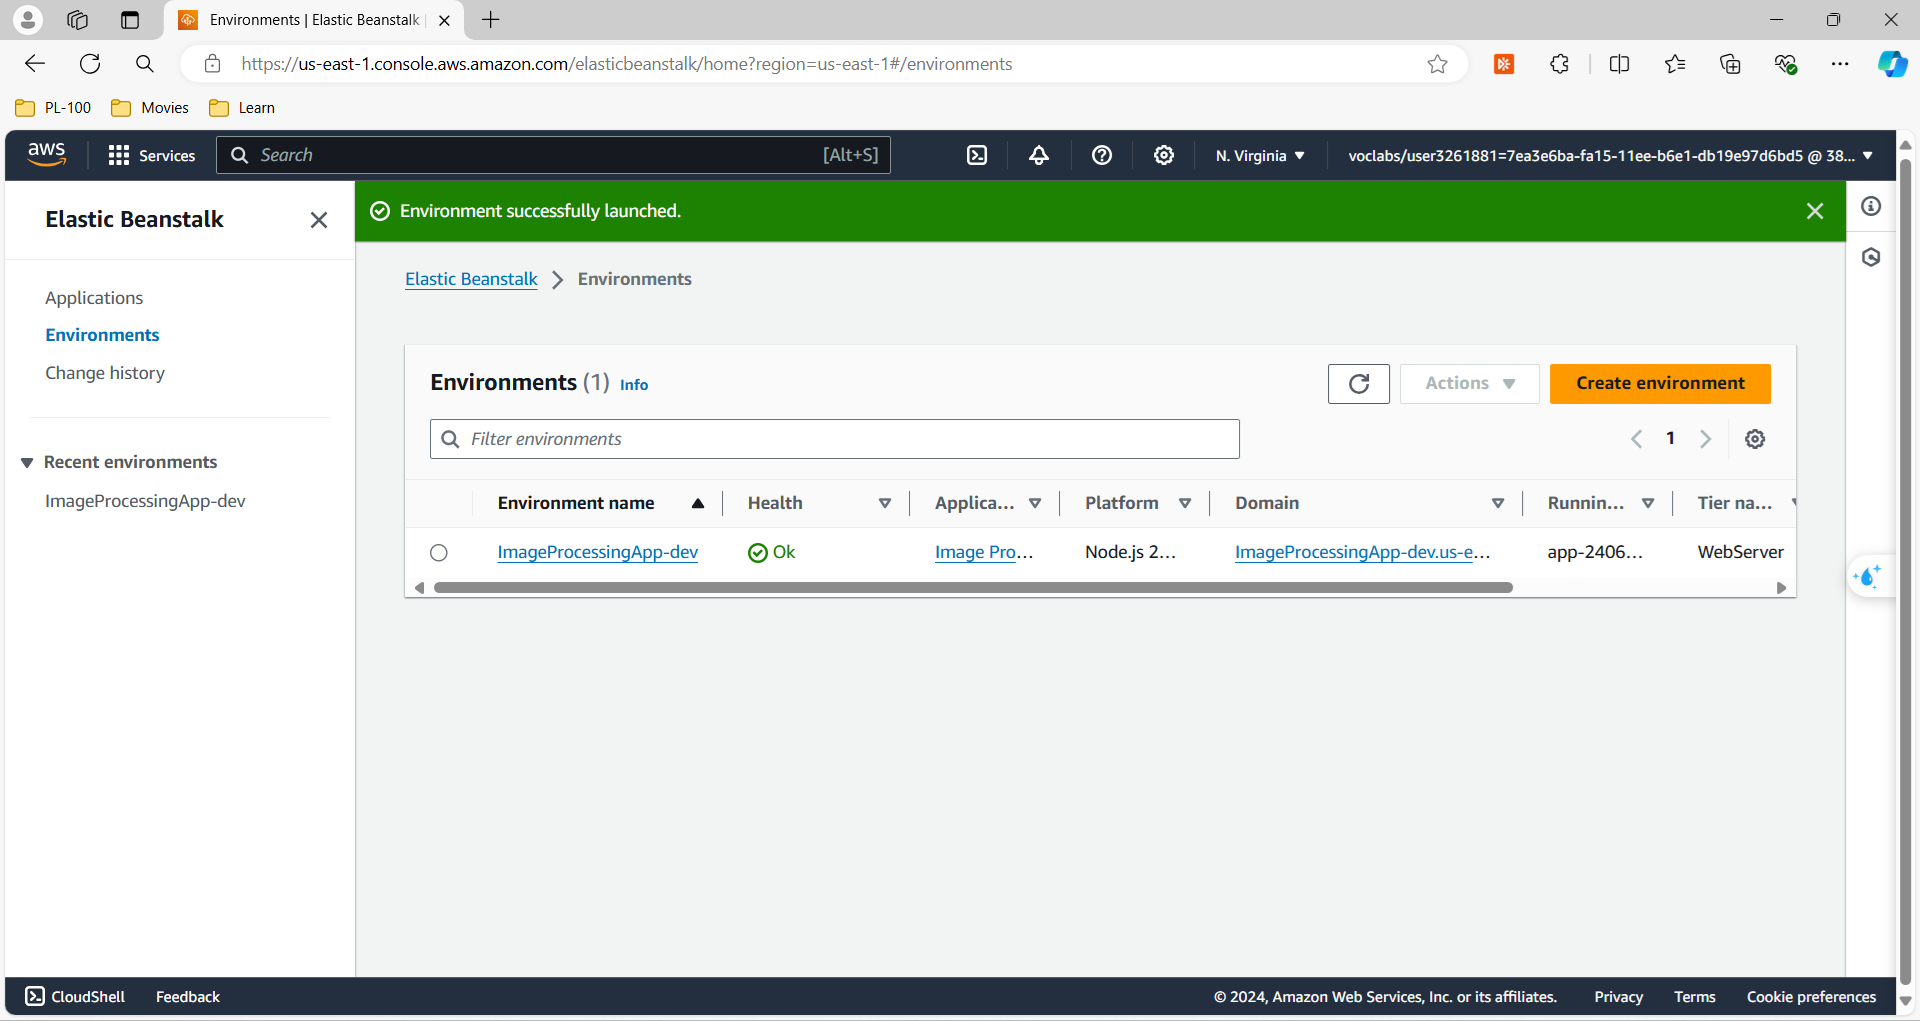 Environments | Elastic Beanstalk
https://us-east-1.console.aws.amazon.com/elasticbeanstalk/home?region=us-east-1#/environments
PL-100 Movies Learn
aws Services Search [Alt+S] N. Virginia voclabs/user3261881=7ea3e6ba-fa15-11ee-b6e1-db19e97d6bd5 @ 38...
Elastic Beanstalk
Applications
Environments
Change history
Recent environments
ImageProcessingApp-dev
Environment successfully launched.
Elastic Beanstalk Environments
Environments (1) Info Actions Create environment
Filter environments 1
Environment name Health Applica... Platform Domain Runnin... Tier na...
ImageProcessingApp-dev Ok Image Pro... Node.js 2... ImageProcessingApp-dev.us-e... app-2406... WebServer
CloudShell Feedback © 2024, Amazon Web Services, Inc. or its affiliates. Privacy Terms Cookie preferences